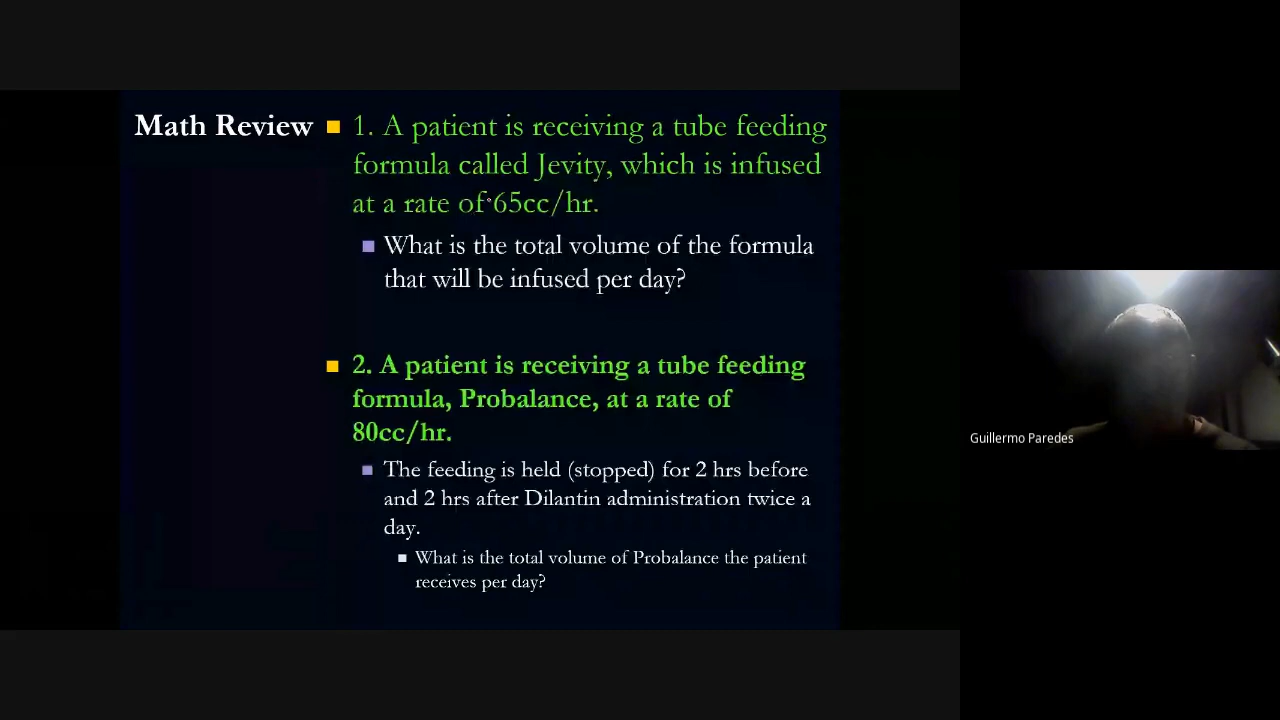 Math Review
1. A patient is receiving a tube feeding
formula called Jevity, which is infused
at a rate of 65cc/hr.
What is the total volume of the formula
that will be infused per day?
2. A patient is receiving a tube feeding
formula, Probalance, at a rate of
80cc/hr.
The feeding is held (stopped) for 2 hrs before
and 2 hrs after Dilantin administration twice a
day.
What is the total volume of Probalance the patient
receives per day?
Guillermo Paredes